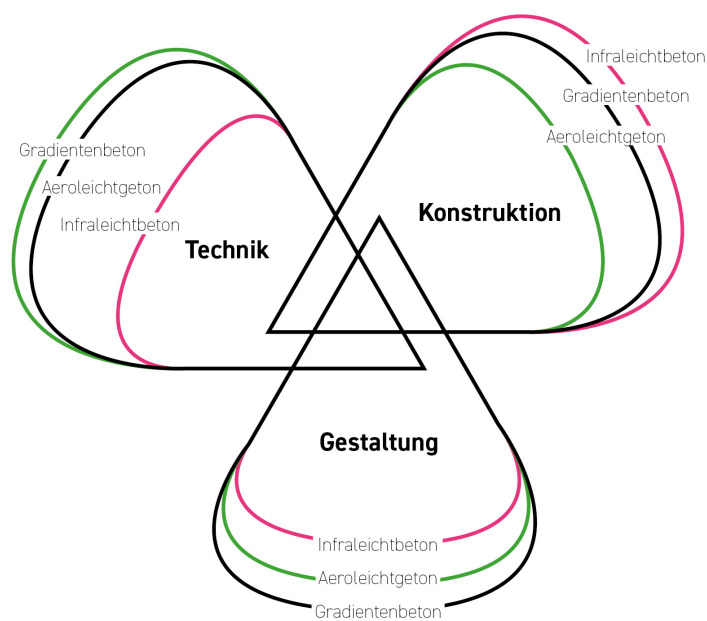 Infraleichtbeton
Gradientenbeton
Aeroleichtgeton
Konstruktion
Gradientenbeton
Aeroleichtgeton
Infraleichtbeton
Technik
Gestaltung
Infraleichtbeton
Aeroleichtgeton
Gradientenbeton